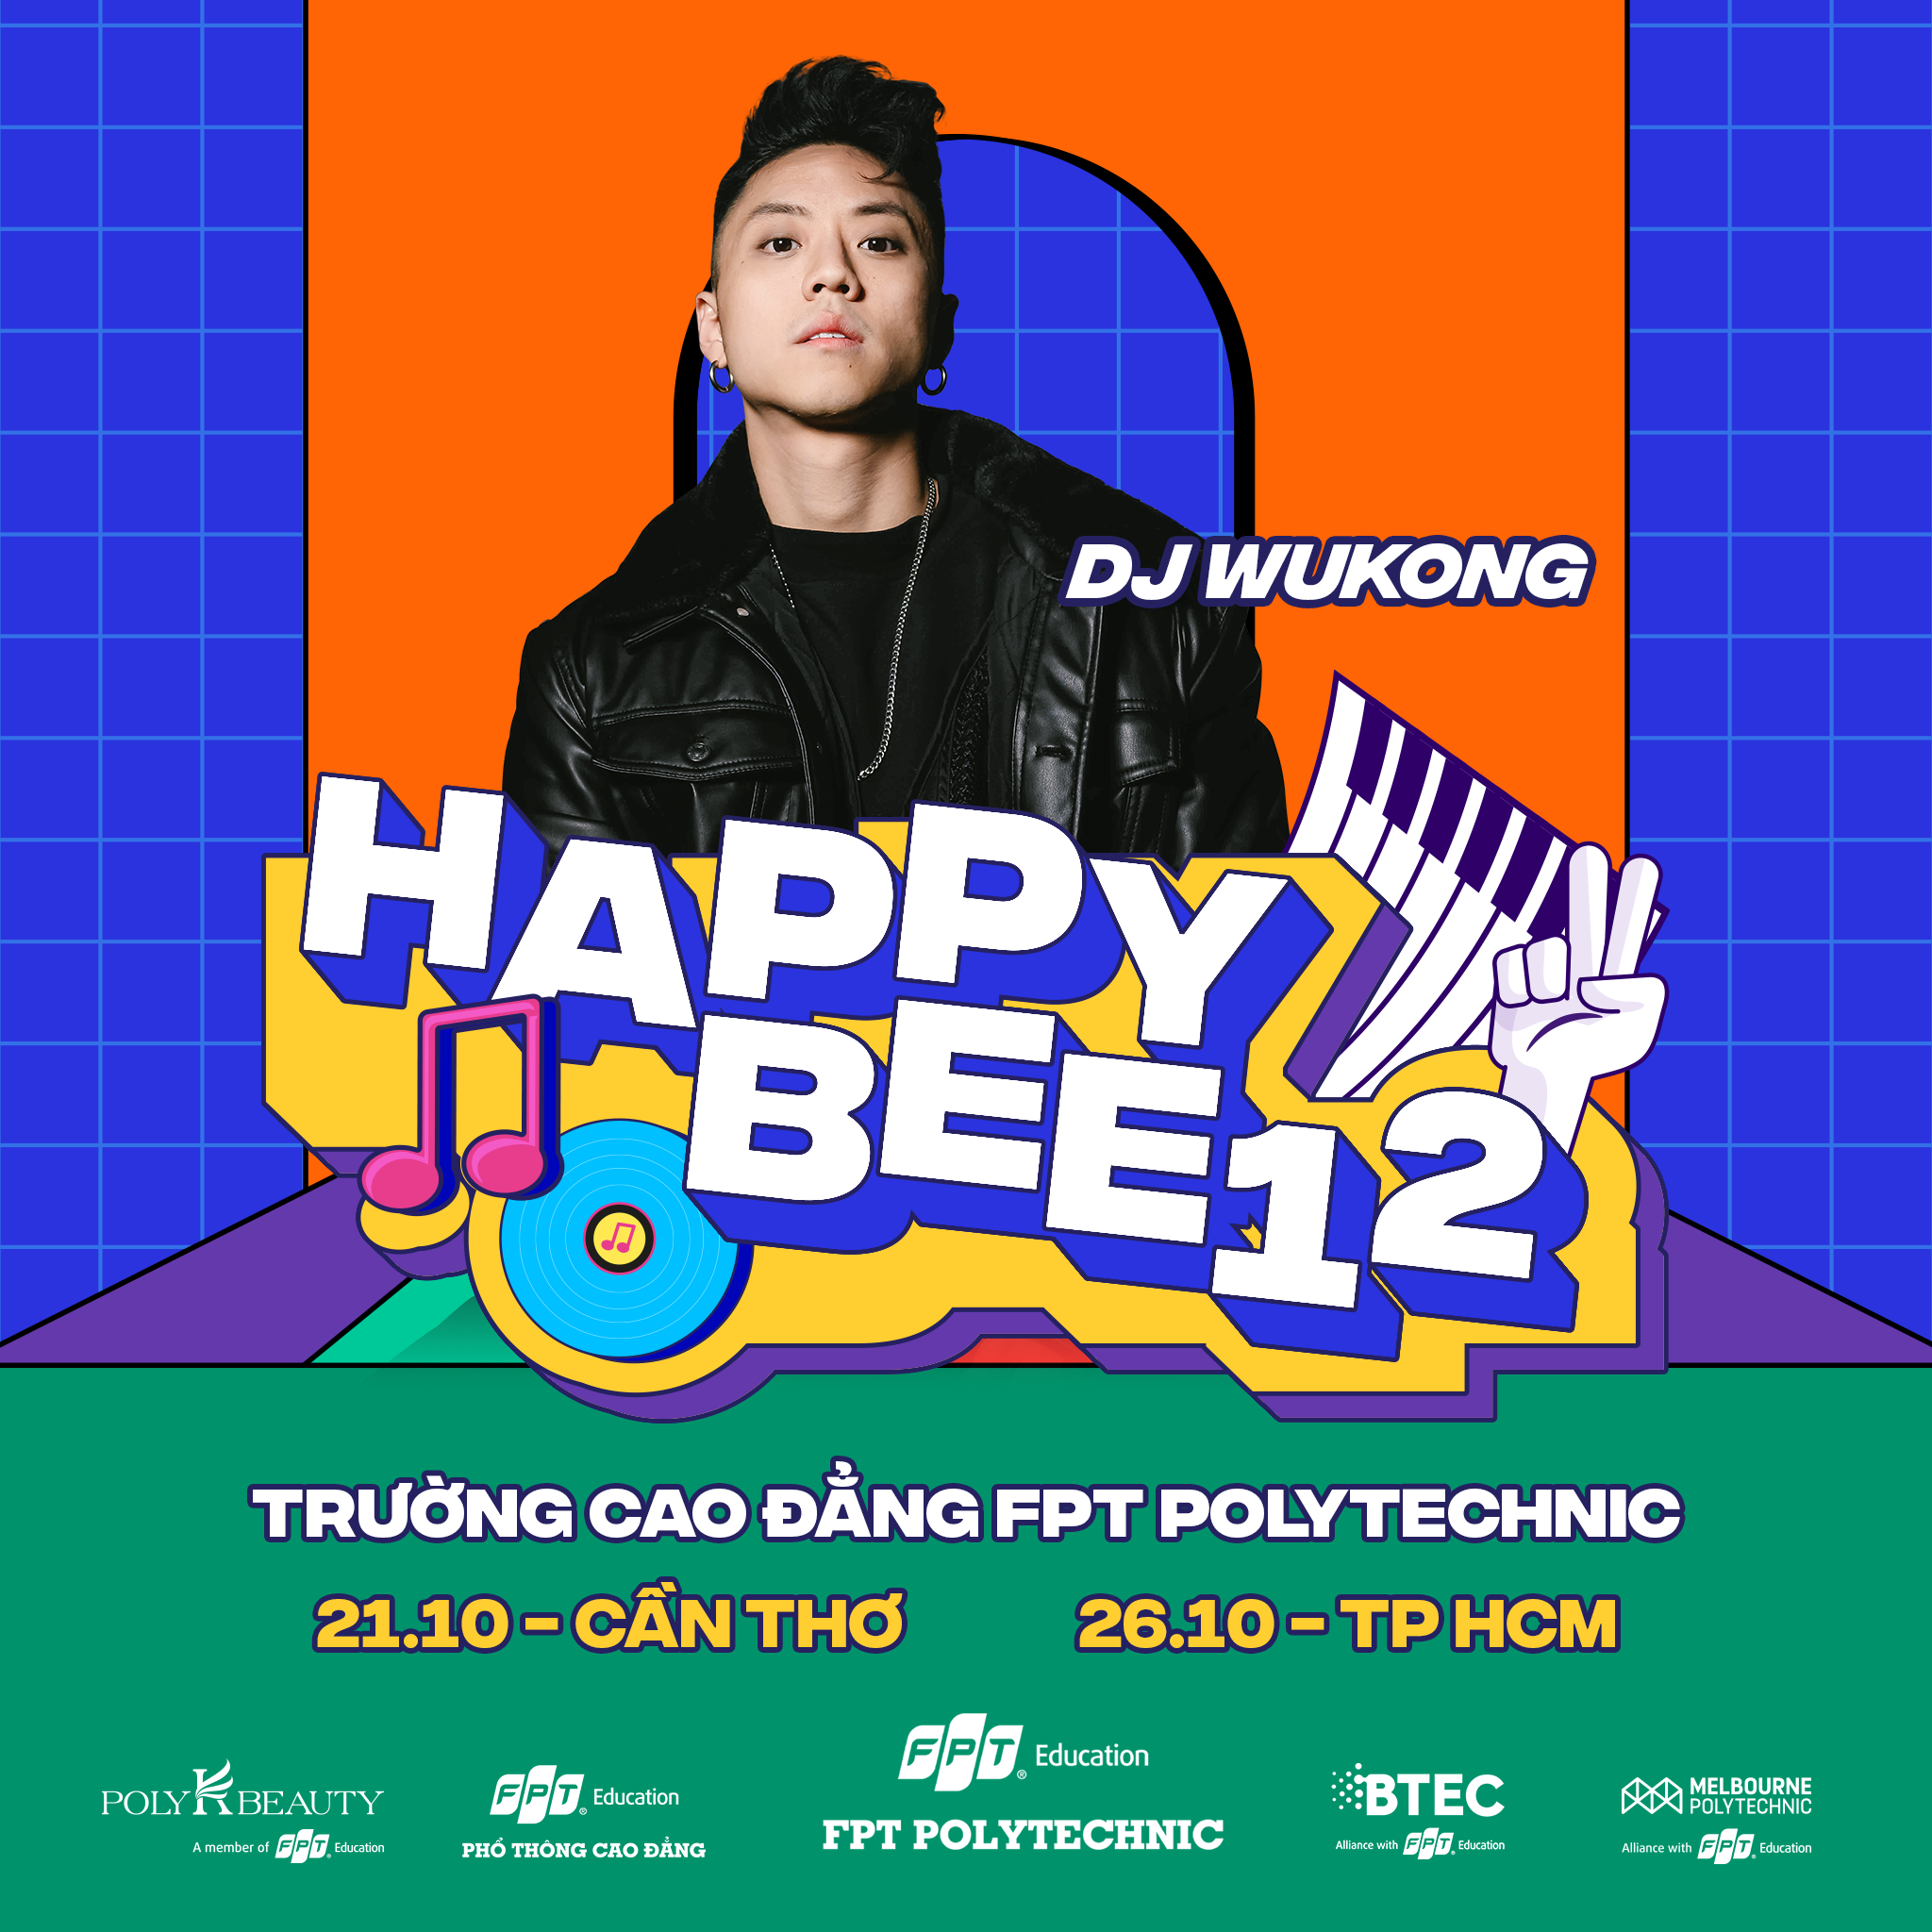 DJ WUKONG
HAPPY
BEE12
TRƯỜNG CAO ĐẲNG FPT POLYTECHNIC
21.10 - CẦN THƠ
26.10 - TP HCM
POLY K BEAUTY
A member of FPT Education
FPT Education
PHỔ THÔNG CAO ĐẲNG
FPT® Education
FPT POLYTECHNIC
BTEC
Alliance with FPT Education
MELBOURNE
POLYTECHNIC
Alliance with FPT Education